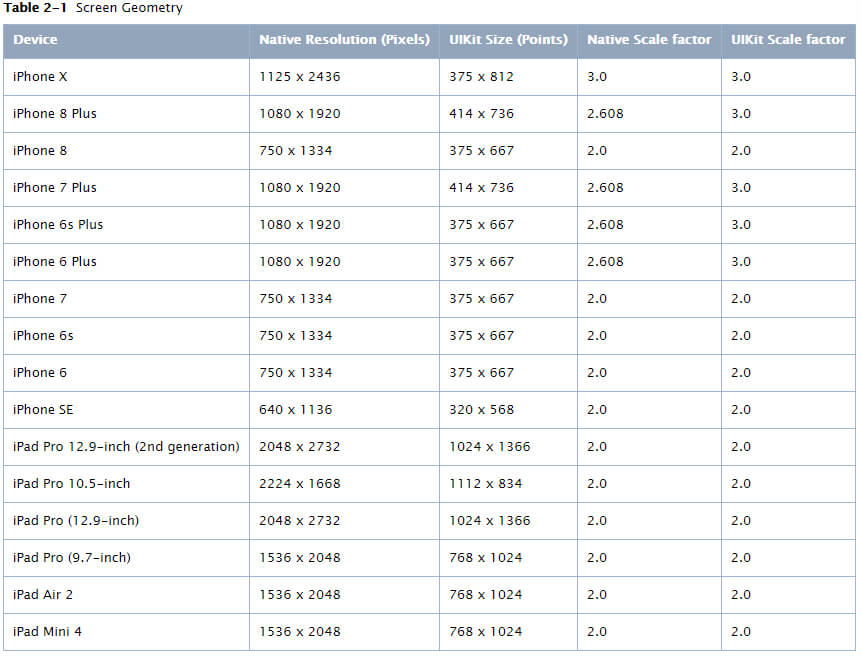 Table 2–1 Screen Geometry
Device Native Resolution (Pixels) UIKit Size (Points) Native Scale factor UIKit Scale factor
iPhone X 1125 x 2436 375 x 812 3.0 3.0
iPhone 8 Plus 1080 x 1920 414 x 736 2.608 3.0
iPhone 8 750 x 1334 375 x 667 2.0 2.0
iPhone 7 Plus 1080 x 1920 414 x 736 2.608 3.0
iPhone 6s Plus 1080 x 1920 375 x 667 2.608 3.0
iPhone 6 Plus 1080 x 1920 375 x 667 2.608 3.0
iPhone 7 750 x 1334 375 x 667 2.0 2.0
iPhone 6s 750 x 1334 375 x 667 2.0 2.0
iPhone 6 750 x 1334 375 x 667 2.0 2.0
iPhone SE 640 x 1136 320 x 568 2.0 2.0
iPad Pro 12.9-inch (2nd generation) 2048 x 2732 1024 x 1366 2.0 2.0
iPad Pro 10.5-inch 2224 x 1668 1112 x 834 2.0 2.0
iPad Pro (12.9-inch) 2048 x 2732 1024 x 1366 2.0 2.0
iPad Pro (9.7-inch) 1536 x 2048 768 x 1024 2.0 2.0
iPad Air 2 1536 x 2048 768 x 1024 2.0 2.0
iPad Mini 4 1536 x 2048 768 x 1024 2.0 2.0